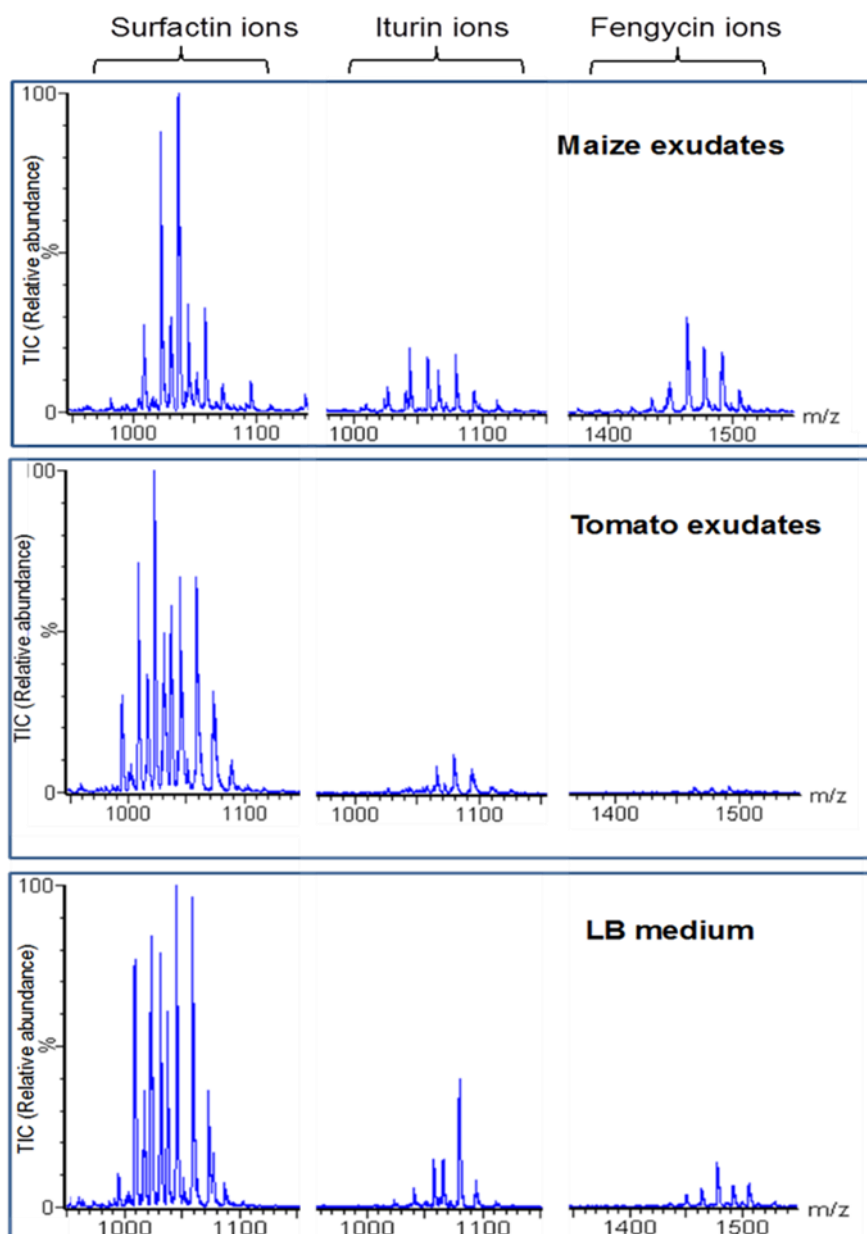 Surfactin ions Iturin ions Fengycin ions
Maize exudates
TIC (Relative abundance)
%
100
0
1000 1100 1000 1100 1400 1500 m/z
Tomato exudates
TIC (Relative abundance)
%
100
0
1000 1100 1000 1100 1400 1500 m/z
LB medium
TIC (Relative abundance)
%
100
0
1000 1100 1000 1100 1400 1500 m/z